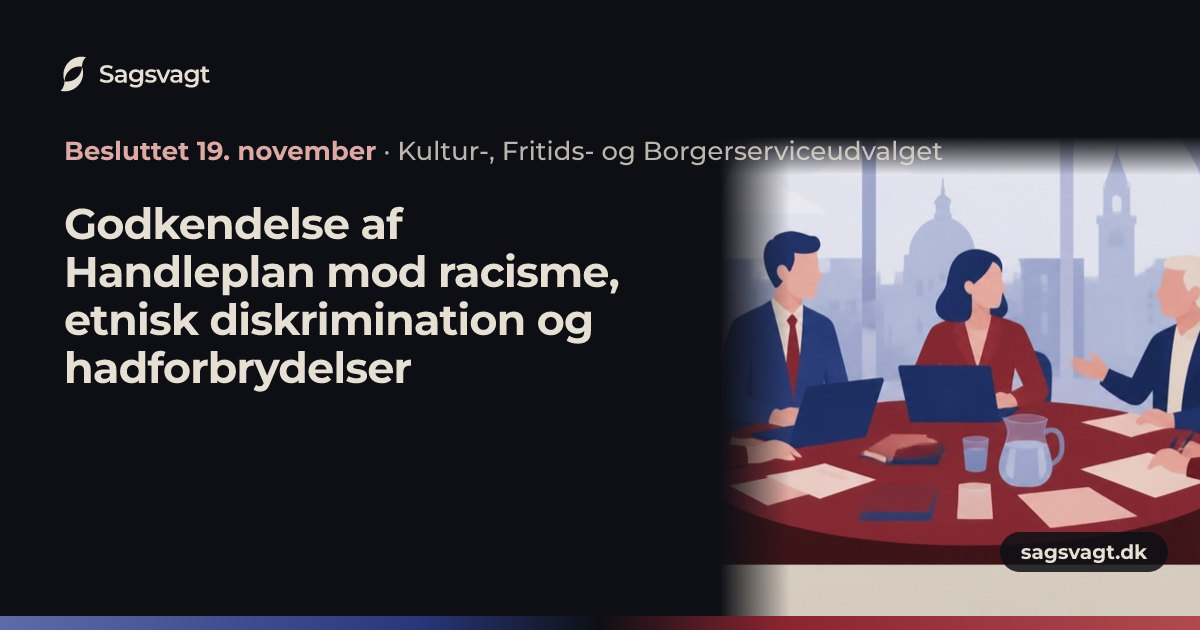 Sagsvagt
Besluttet 19. november · Kultur-, Fritids- og Borgerserviceudvalget
Godkendelse af
Handleplan mod racisme,
etnisk diskrimination og
hadforbrydelser
sagsvagt.dk